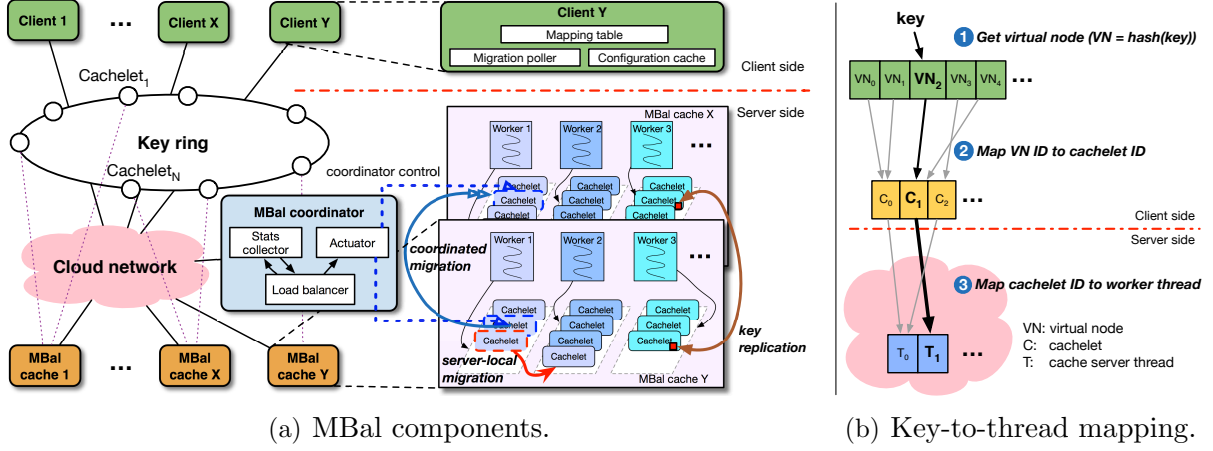 Client 1
...
Client X
Client Y
Client Y
Mapping table
Migration poller
Configuration cache
Client side
Server side
Cachelet1
Key ring
CacheletN
coordinator control
MBal coordinator
Stats
collector
Actuator
Load balancer
Cloud network
MBal
cache 1
...
MBal
cache X
MBal
cache Y
MBal cache X
Worker 1
Worker 2
Worker 3
...
Cachelet
Cachelet
Cachelet
Cachelet
Cachelet
Cachelet
Cachelet
Cachelet
Cachelet
coordinated
migration
Worker 1
Worker 2
Worker 3
...
Cachelet
Cachelet
Cachelet
Cachelet
Cachelet
Cachelet
Cachelet
Cachelet
Cachelet
Cachelet
server-local
migration
key
replication
MBal cache Y
(a) MBal components.
key
1 Get virtual node (VN = hash(key))
VN0 VN1 VN2 VN3 VN4 ...
2 Map VN ID to cachelet ID
C0 C1 C2 ...
Client side
Server side
3 Map cachelet ID to worker thread
VN: virtual node
C: cachelet
T: cache server thread
T0 T1 ...
(b) Key-to-thread mapping.